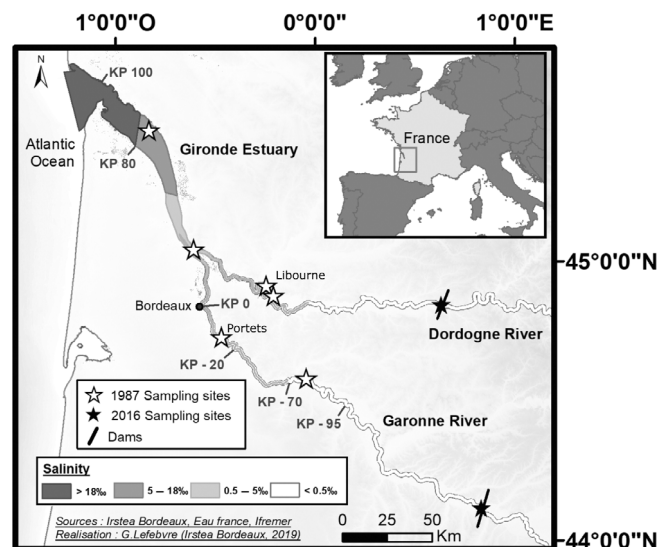 1°0'0" 0°0'0" 1°0'0"E
N
KP 100
Atlantic
Ocean
KP 80
Gironde Estuary
France
45°0'0"N
Libourne
Bordeaux
KP 0
Dordogne River
Portets
KP - 20
KP - 70
KP - 95
Garonne River
1987 Sampling sites
2016 Sampling sites
Dams
Salinity
> 18‰ 5 – 18‰ 0.5 – 5‰ < 0.5‰
Sources : Irstea Bordeaux, Eau france, Ifremer
Realisation : G.Lefebvre (Irstea Bordeaux, 2019)
0 25 50
Km
44°0'0"N